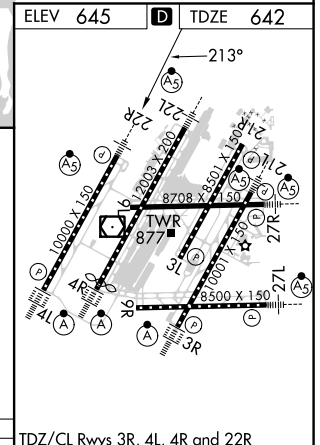 ELEV 645 D TDZE 642
213°
A5
22R
22L
A5
21R
21L
A5
A5
P
P
P
12003 X 200
8501 X 150
10000 X 150
9L
8708 X 150
TWR
877
27R
P
3L
10001 X 150
27L
A5
P
4R
9R
8500 X 150
P
4L
A
A
A
P
3R
TDZ/CL Rwys 3R, 4L, 4R and 22R